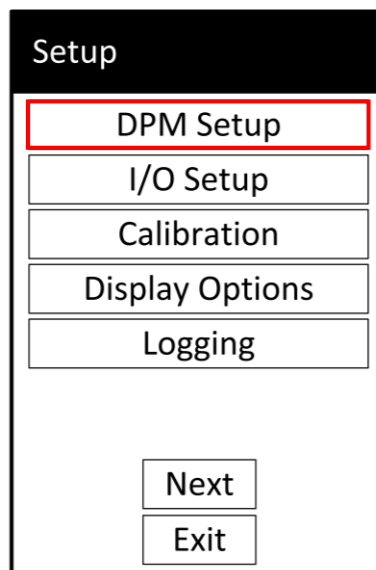 Setup
DPM Setup
I/O Setup
Calibration
Display Options
Logging
Next
Exit